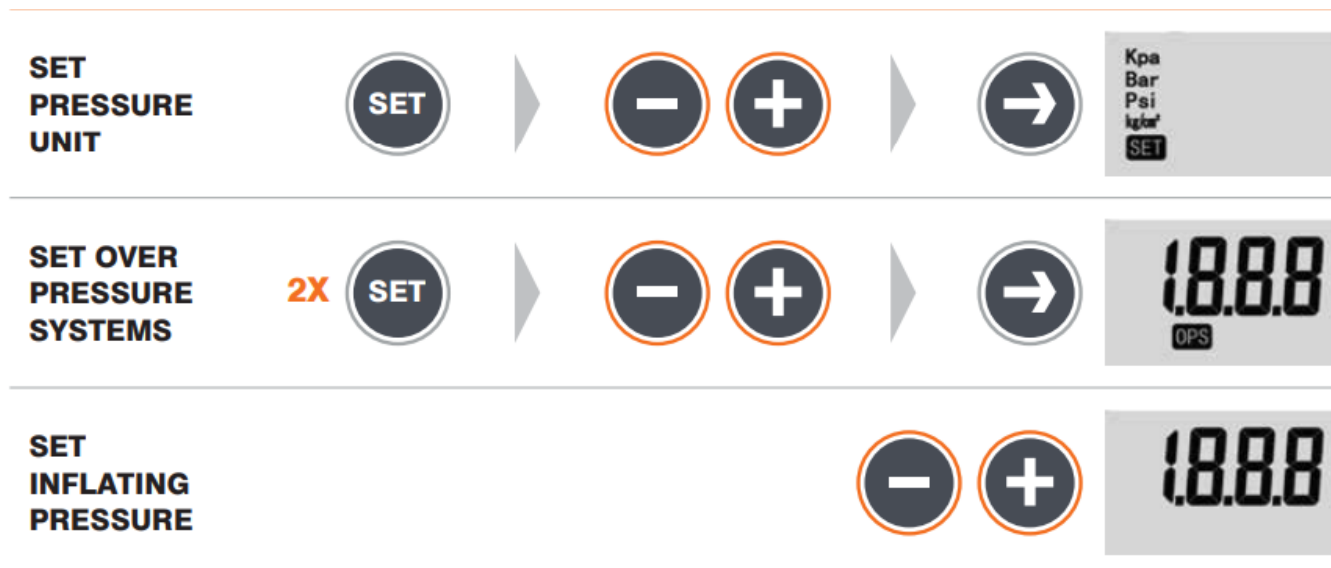 SET
PRESSURE
UNIT
SET
Kpa
Bar
Psi
kg/cm²
SET
SET OVER
PRESSURE
SYSTEMS
2X
SET
1.8.8.8
OPS
SET
INFLATING
PRESSURE
1.8.8.8